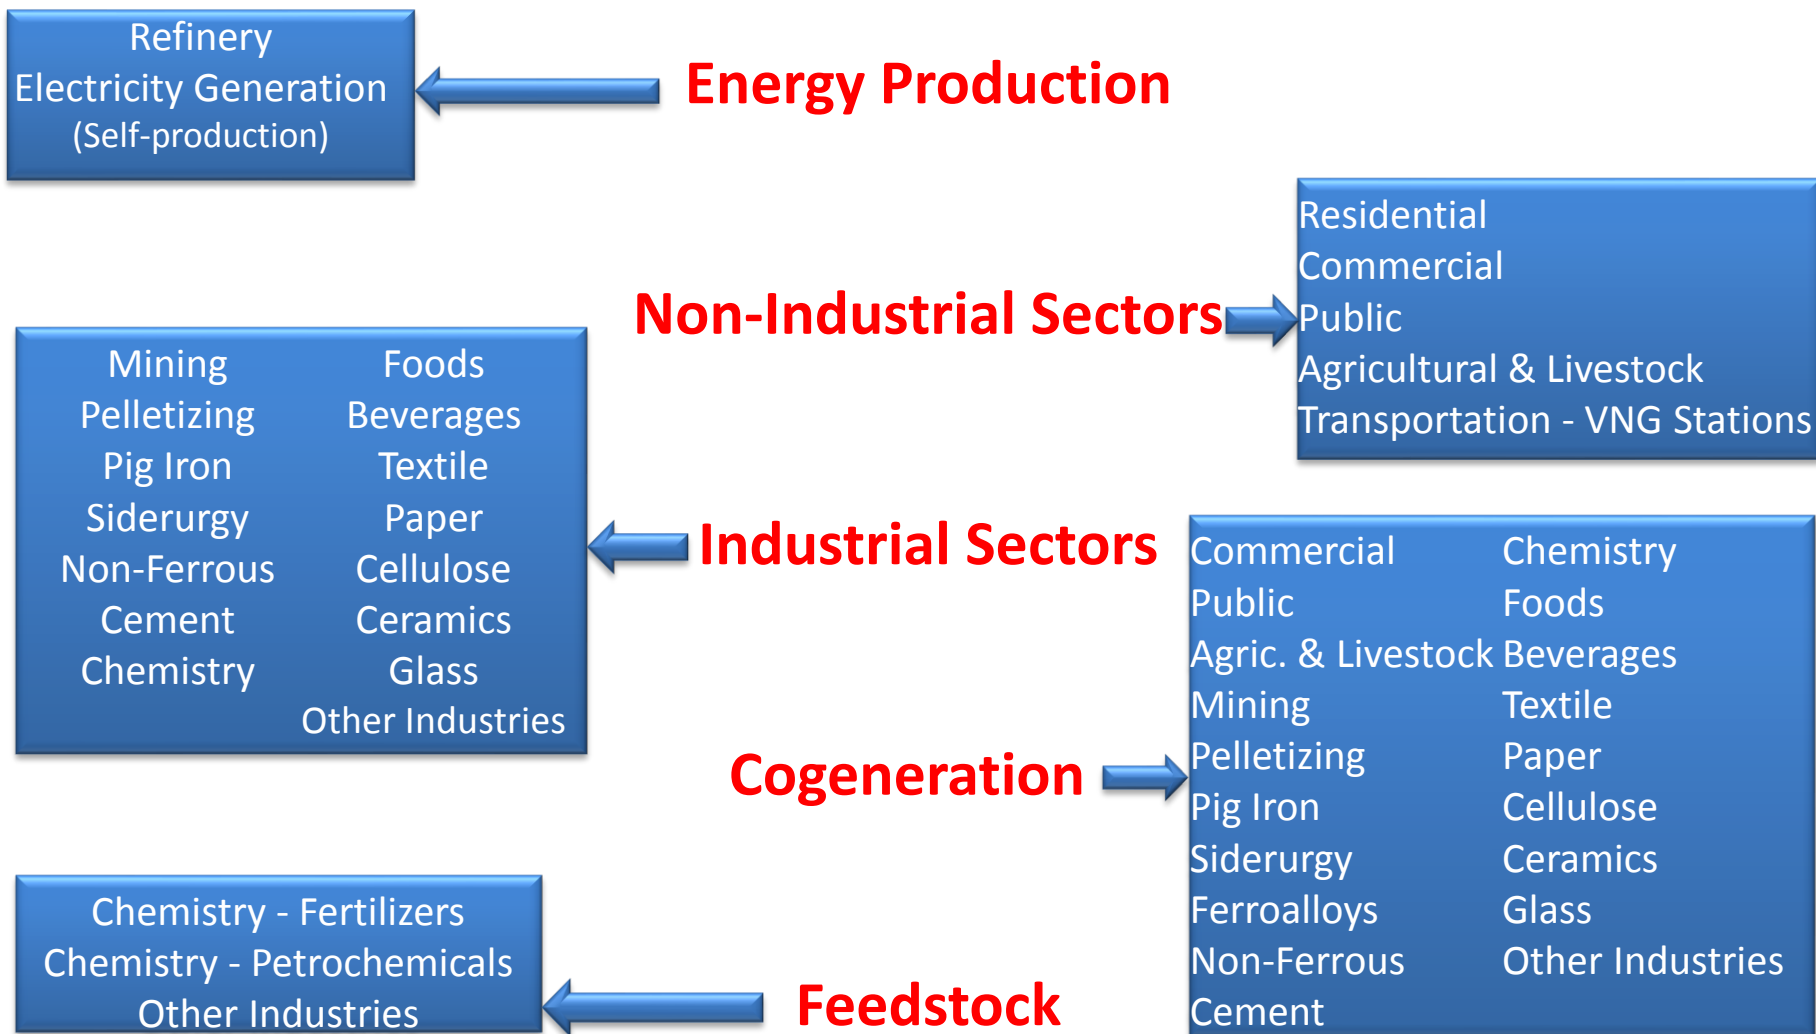 Refinery
Electricity Generation
(Self-production)
Energy Production
Residential
Commercial
Public
Agricultural & Livestock
Transportation - VNG Stations
Non-Industrial Sectors
Mining Foods
Pelletizing Beverages
Pig Iron Textile
Siderurgy Paper
Non-Ferrous Cellulose
Cement Ceramics
Chemistry Glass
Other Industries
Industrial Sectors
Commercial Chemistry
Public Foods
Agric. & Livestock Beverages
Mining Textile
Pelletizing Paper
Pig Iron Cellulose
Siderurgy Ceramics
Ferroalloys Glass
Non-Ferrous Other Industries
Cement
Cogeneration
Chemistry - Fertilizers
Chemistry - Petrochemicals
Other Industries
Feedstock